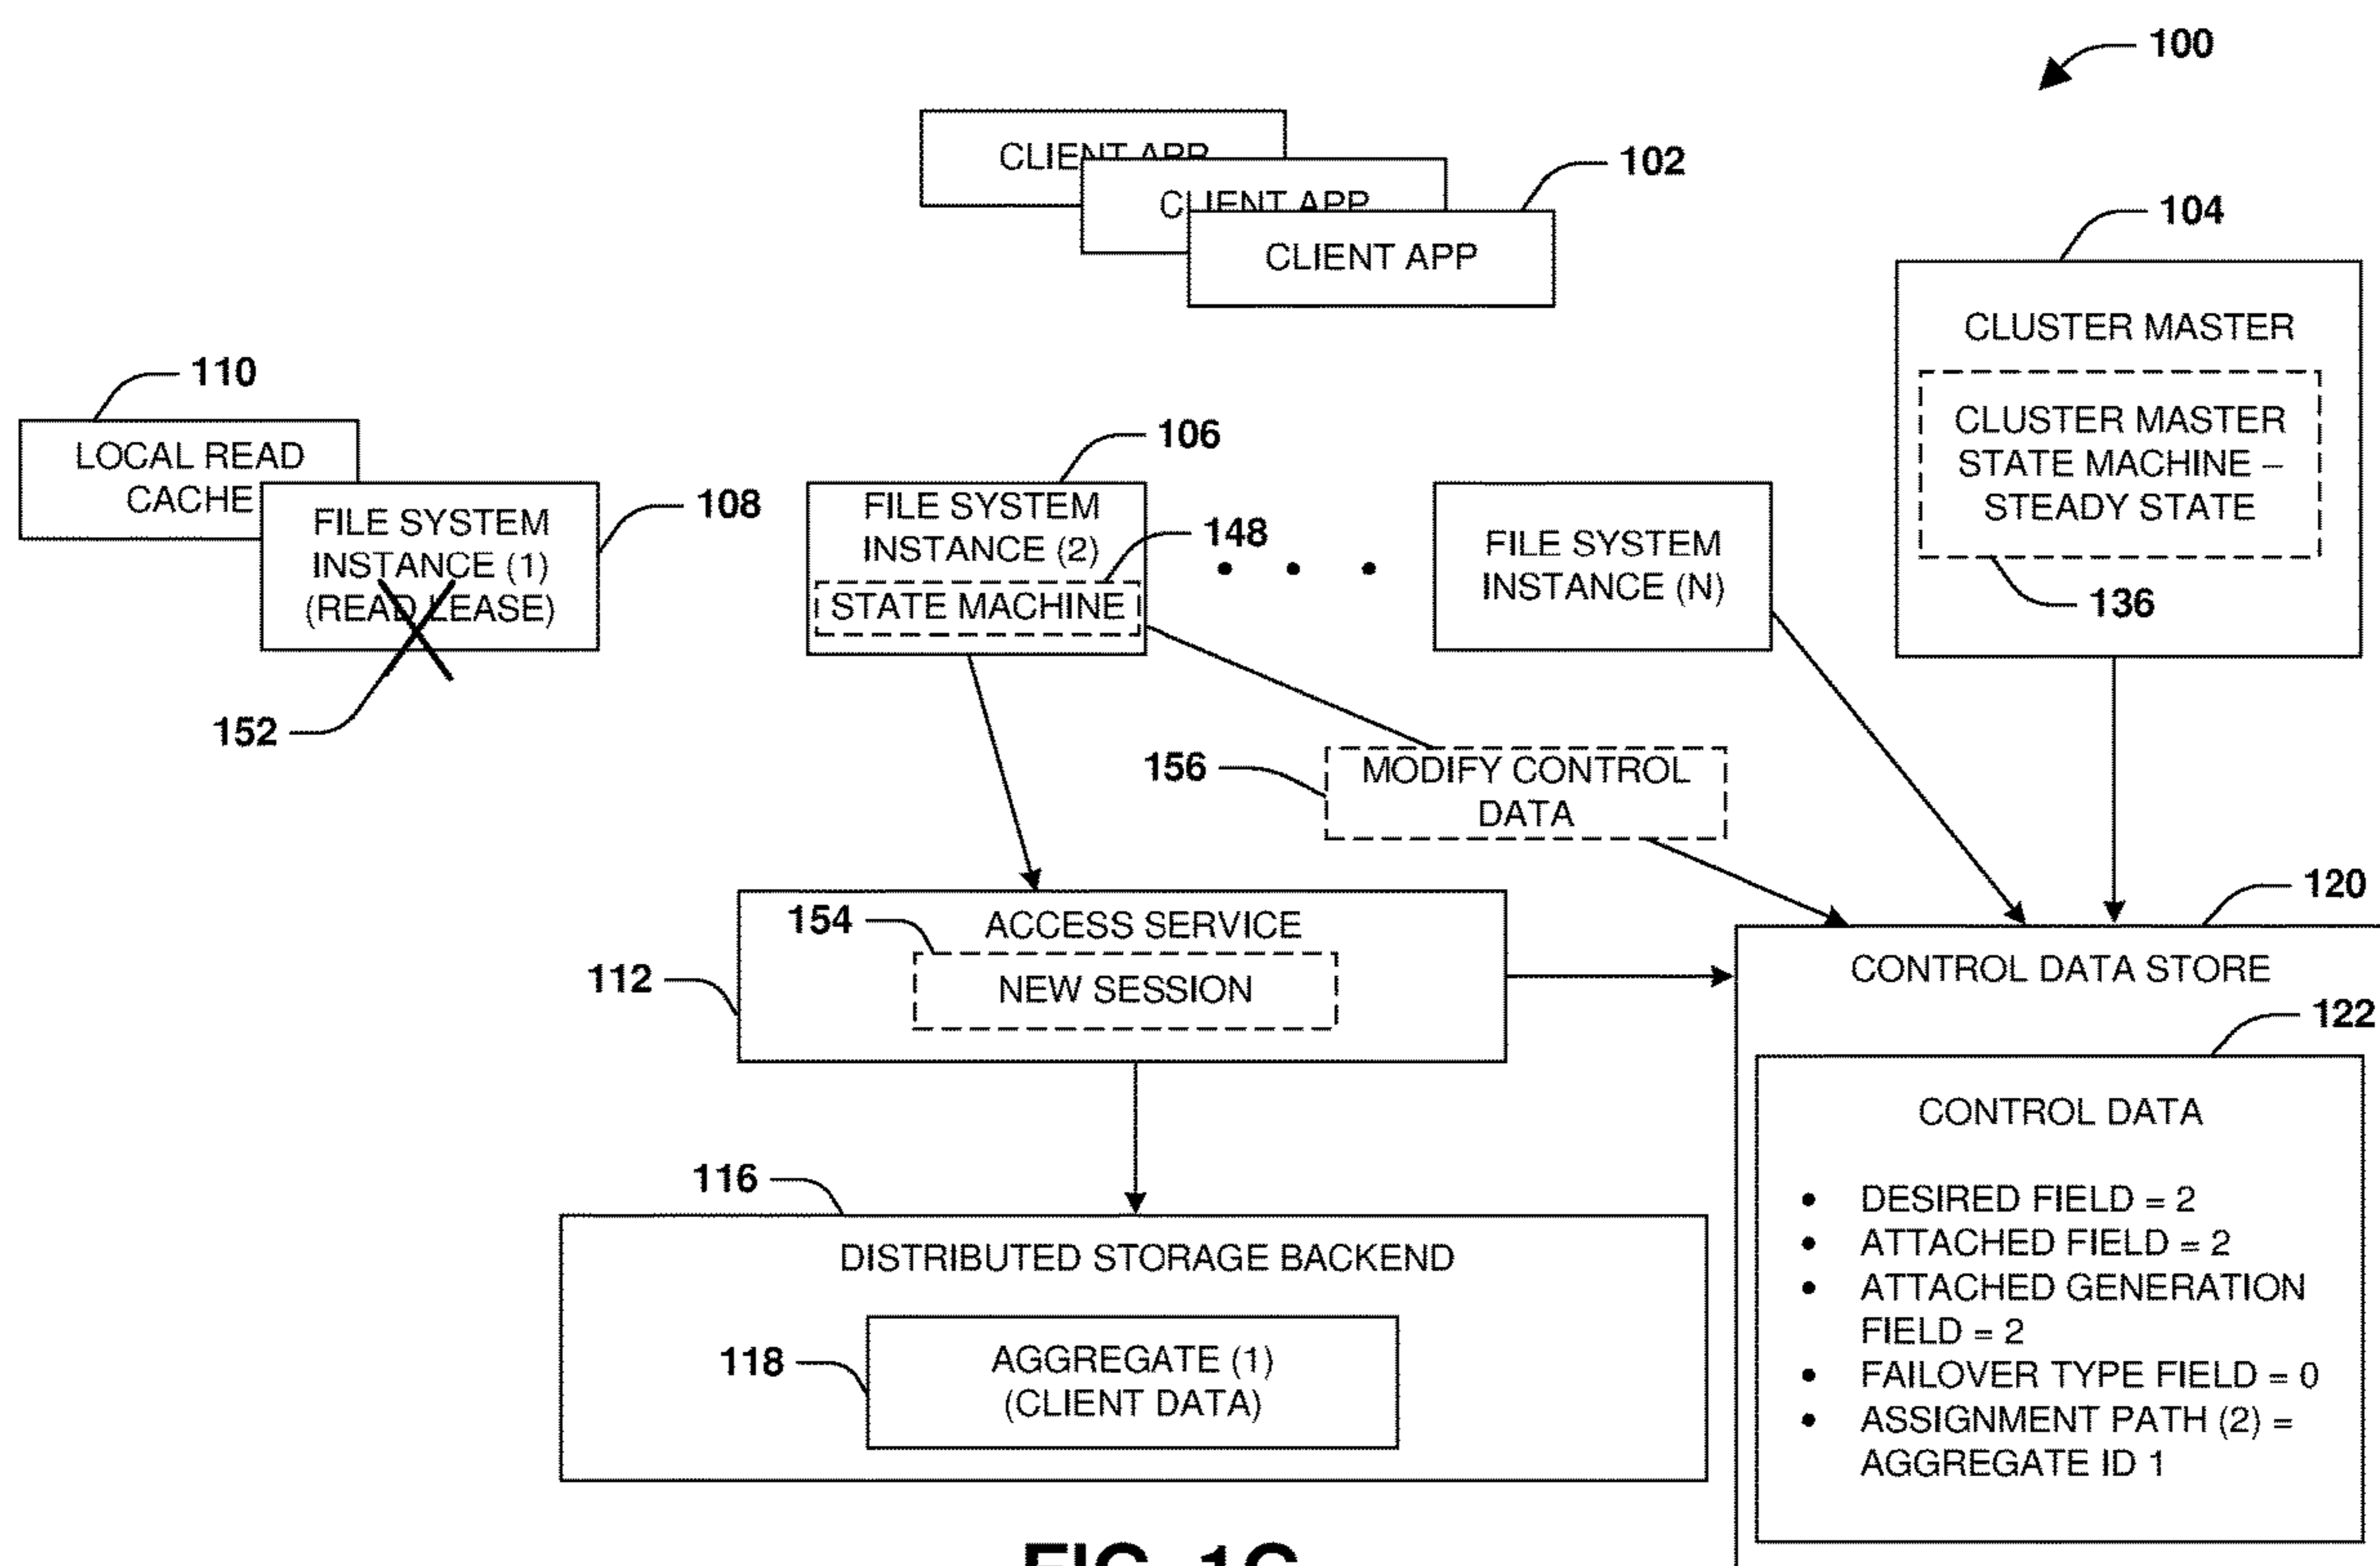 100
CLIENT APP
CLIENT APP
CLIENT APP
102
104
CLUSTER MASTER
CLUSTER MASTER
STATE MACHINE –
STEADY STATE
136
110
LOCAL READ
CACHE
FILE SYSTEM
INSTANCE (1)
(READ LEASE)
108
152
106
FILE SYSTEM
INSTANCE (2)
148
STATE MACHINE
• • •
FILE SYSTEM
INSTANCE (N)
156
MODIFY CONTROL
DATA
154
ACCESS SERVICE
112
NEW SESSION
120
CONTROL DATA STORE
122
CONTROL DATA
• DESIRED FIELD = 2
• ATTACHED FIELD = 2
• ATTACHED GENERATION
FIELD = 2
• FAILOVER TYPE FIELD = 0
• ASSIGNMENT PATH (2) =
AGGREGATE ID 1
116
DISTRIBUTED STORAGE BACKEND
118
AGGREGATE (1)
(CLIENT DATA)